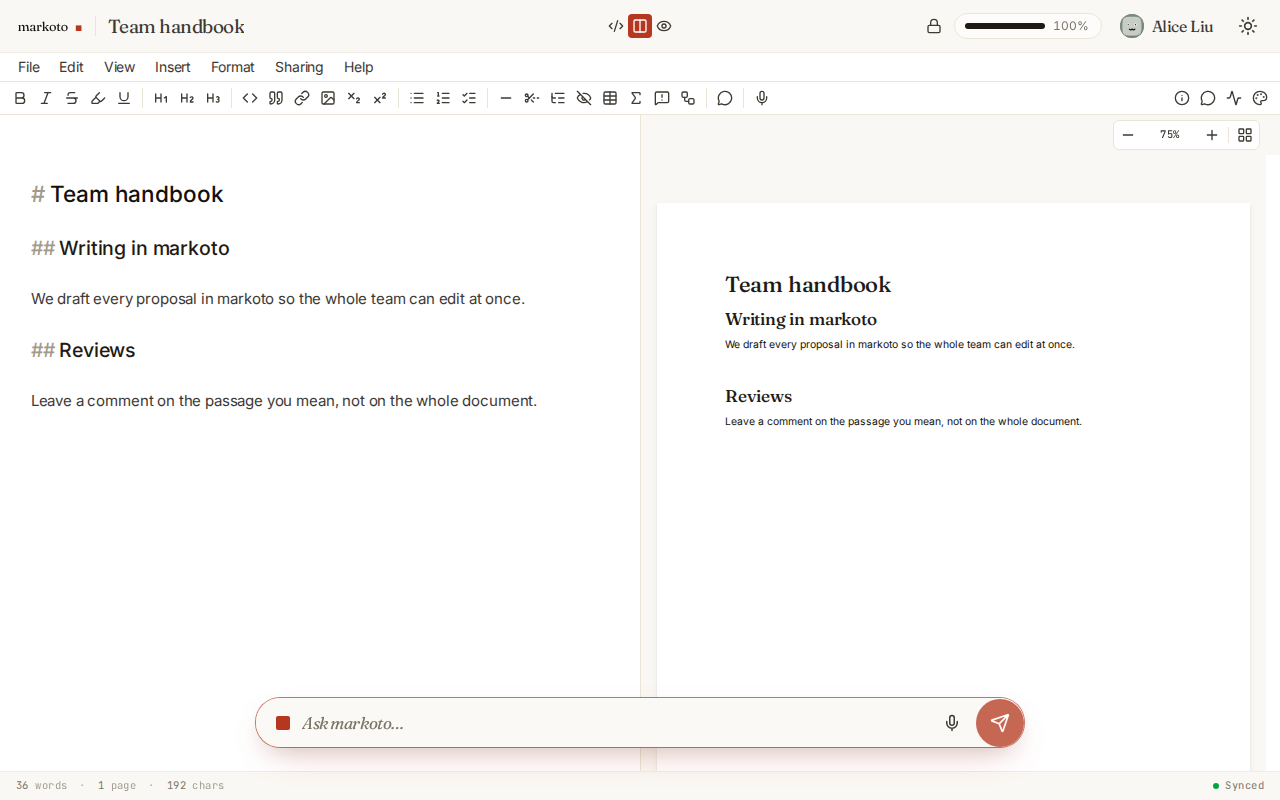 markoto
Team handbook
100%
Alice Liu
File Edit View Insert Format Sharing Help
H1 H2 H3
75%
# Team handbook
## Writing in markoto
We draft every proposal in markoto so the whole team can edit at once.
## Reviews
Leave a comment on the passage you mean, not on the whole document.
Team handbook
Writing in markoto
We draft every proposal in markoto so the whole team can edit at once.
Reviews
Leave a comment on the passage you mean, not on the whole document.
Ask markoto...
36 words · 1 page · 192 chars
Synced